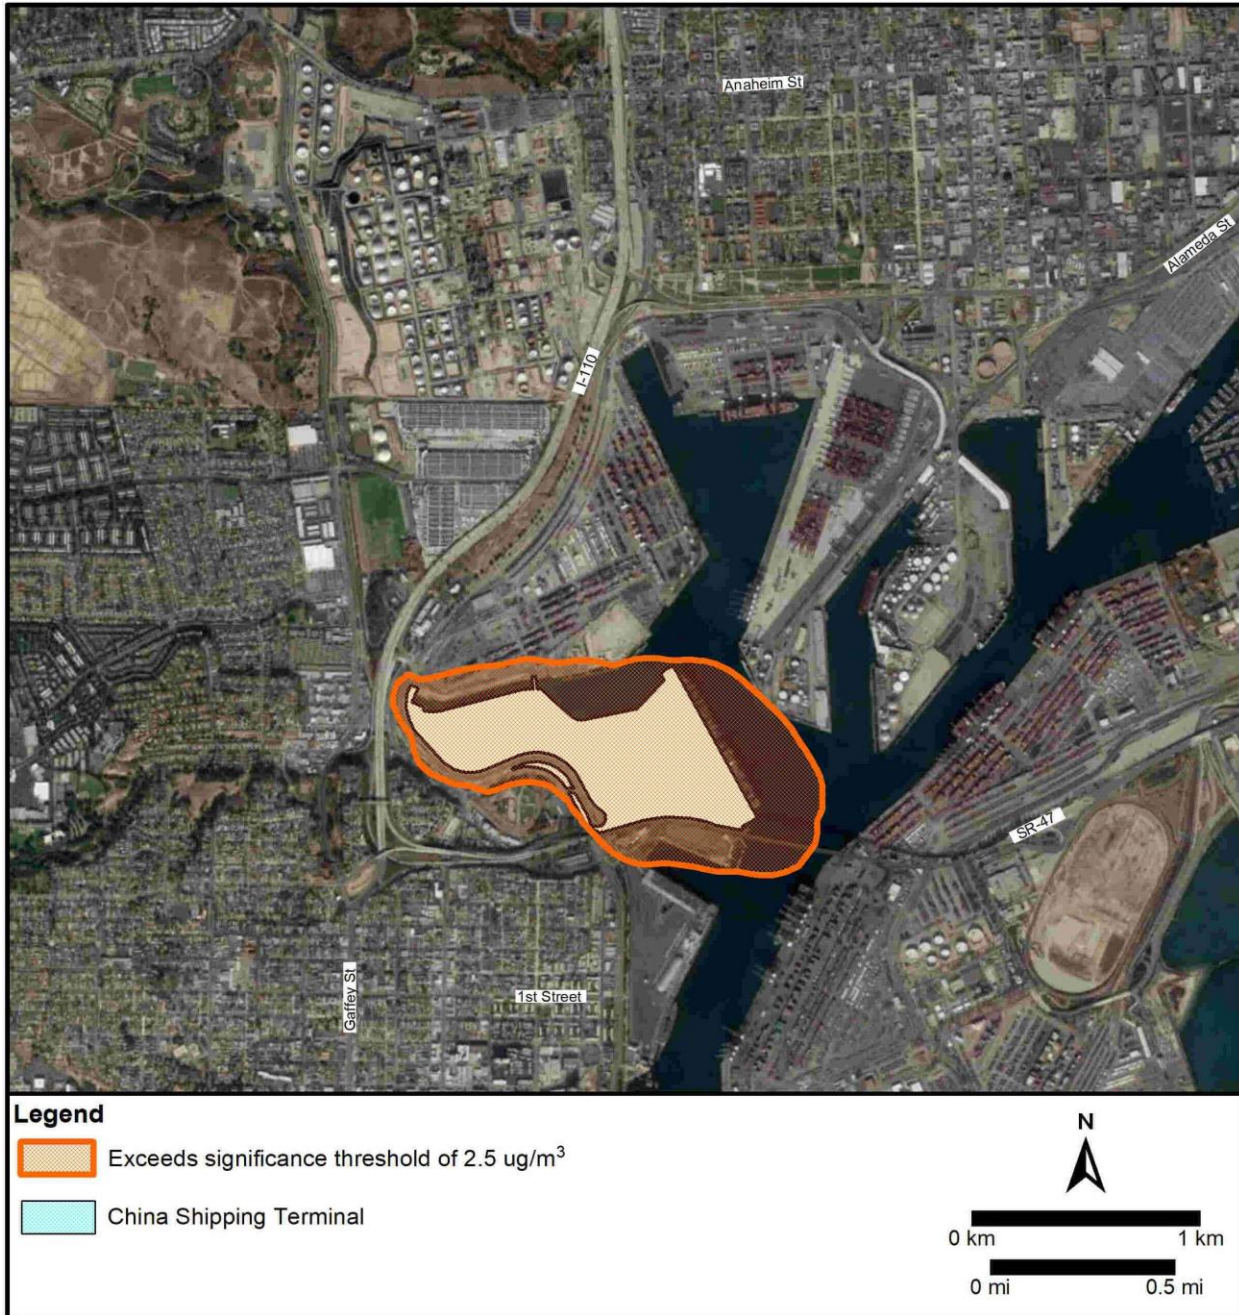 Anaheim St
Alameda St
I-110
SR-47
Gaffey St
1st Street
Legend
Exceeds significance threshold of 2.5 ug/m³
China Shipping Terminal
N
0 km 1 km
0 mi 0.5 mi